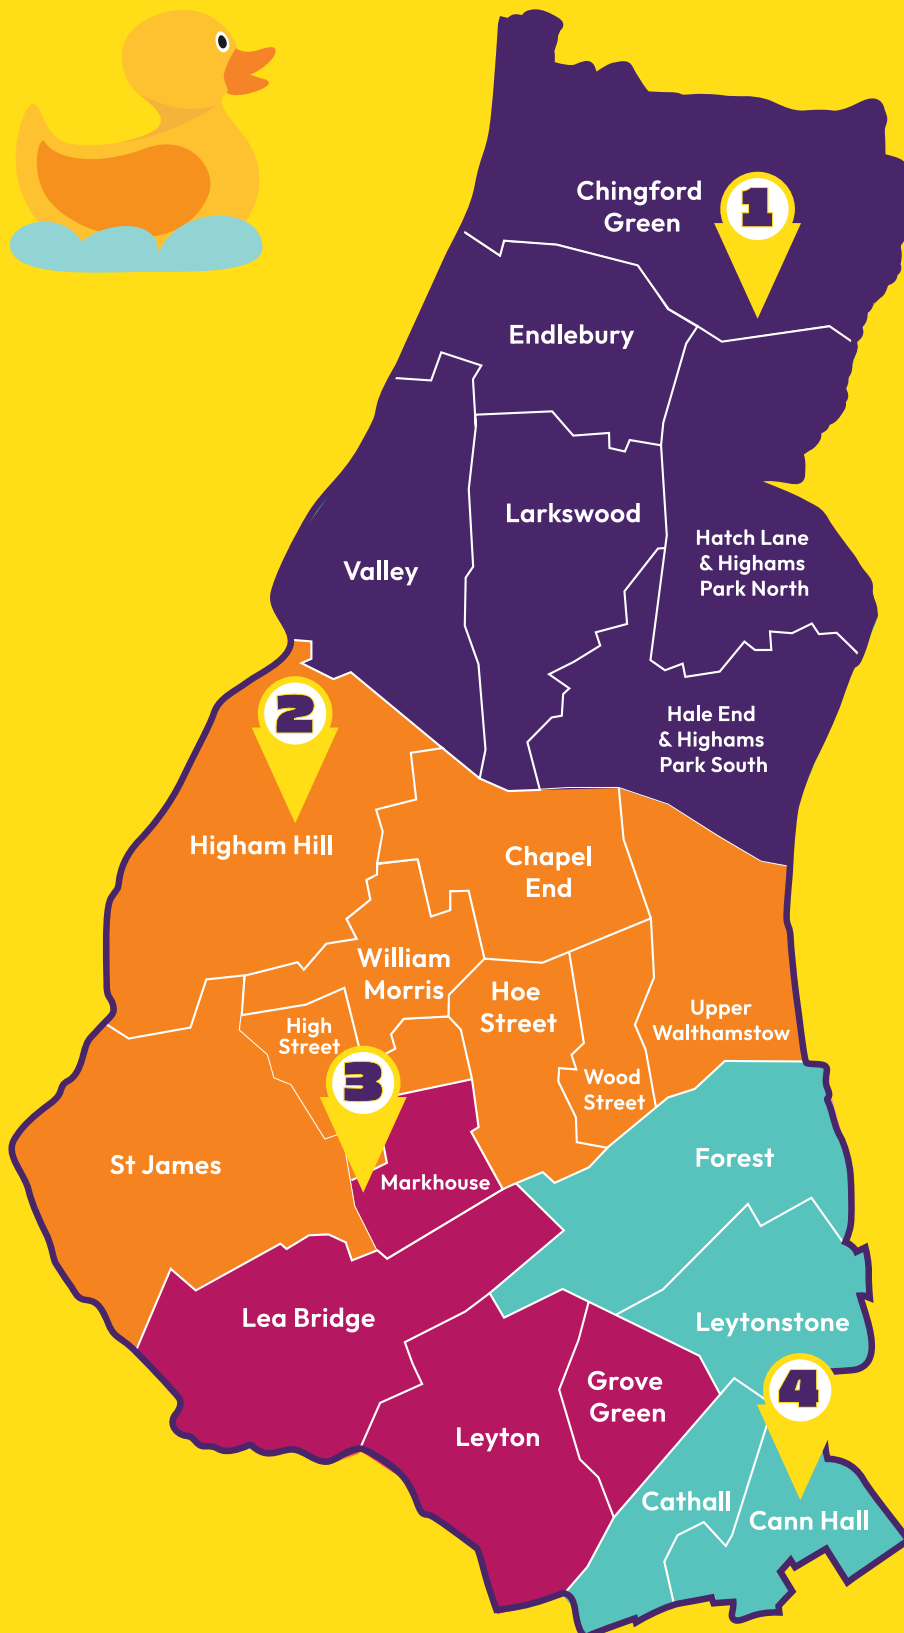 Chingford
Green
1
Endlebury
Larkswood
Hatch Lane
& Highams
Park North
Valley
2
Hale End
& Highams
Park South
Higham Hill
Chapel
End
William
Morris
Hoe
Street
Upper
Walthamstow
High
Street
3
Wood
Street
St James
Markhouse
Forest
Lea Bridge
Leytonstone
Grove
Green
4
Leyton
Cathall
Cann Hall